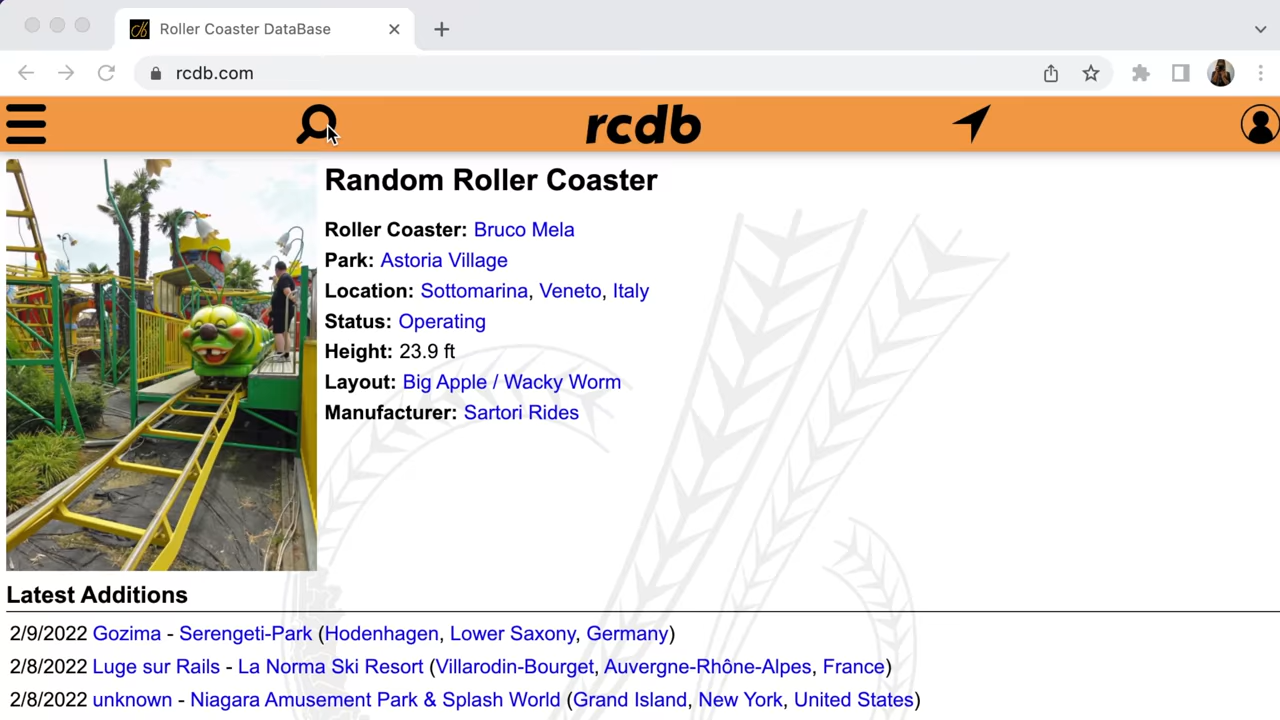 Roller Coaster DataBase
rcdb.com
rcdb
Random Roller Coaster
Roller Coaster: Bruco Mela
Park: Astoria Village
Location: Sottomarina, Veneto, Italy
Status: Operating
Height: 23.9 ft
Layout: Big Apple / Wacky Worm
Manufacturer: Sartori Rides
Latest Additions
2/9/2022 Gozima - Serengeti-Park (Hodenhagen, Lower Saxony, Germany)
2/8/2022 Luge sur Rails - La Norma Ski Resort (Villarodin-Bourget, Auvergne-Rhône-Alpes, France)
2/8/2022 unknown - Niagara Amusement Park & Splash World (Grand Island, New York, United States)